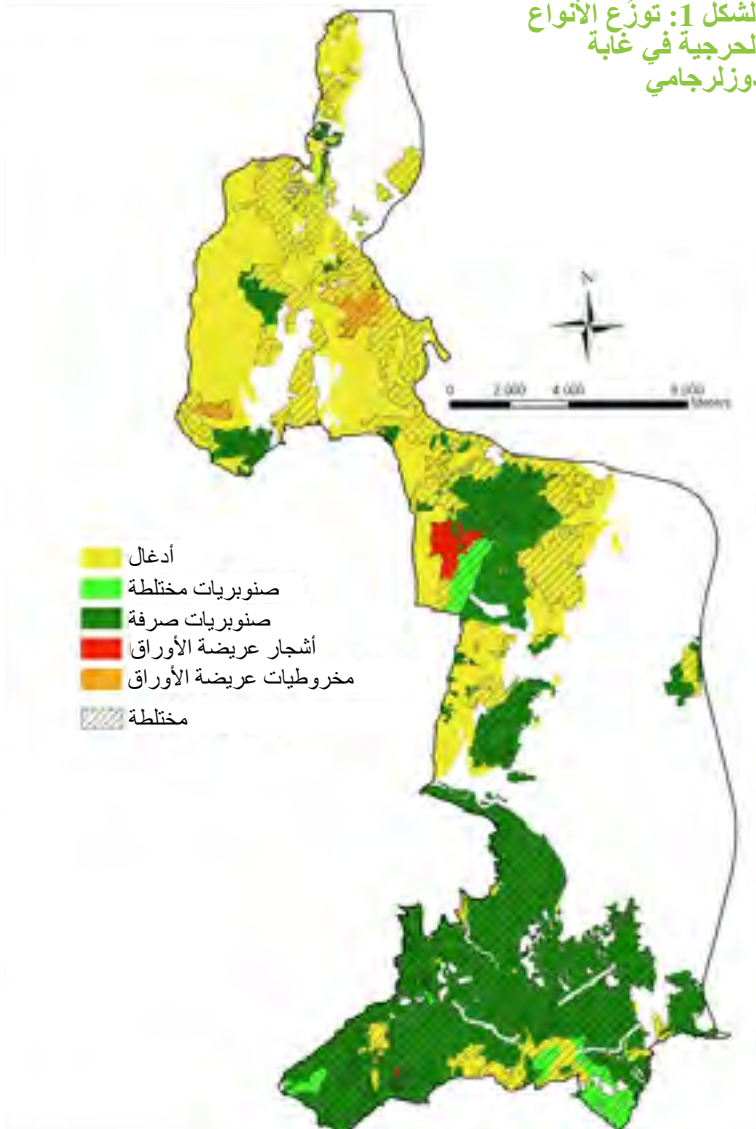 لشكل 1: توزّع الأنواع
لحرجية في غابة
وزلرجامي
N
0 2.000 4.000 8.000
Meters
أدغال
صنوبريات مختلطة
صنوبريات صرفة
أشجار عريضة الأوراق
مخروطيات عريضة الأوراق
مختلطة